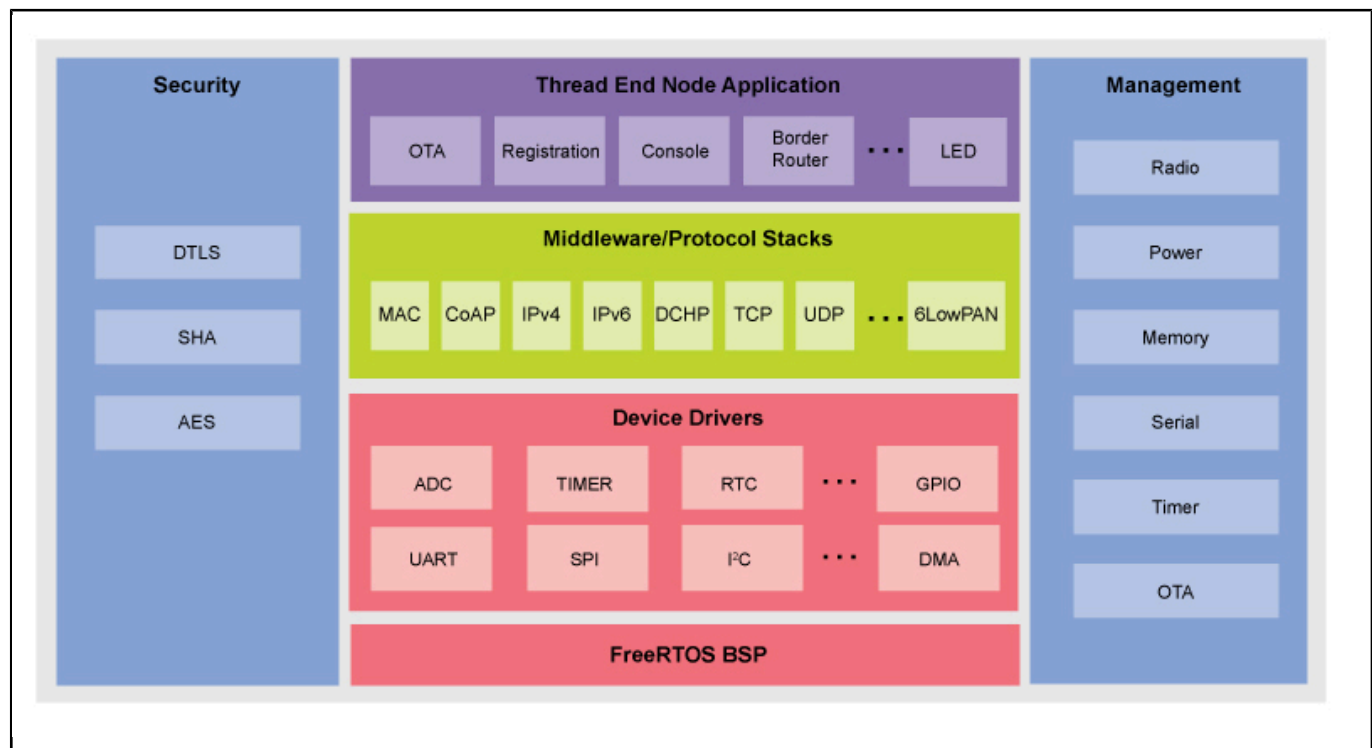 Security
DTLS
SHA
AES
Thread End Node Application
OTA
Registration
Console
Border
Router
...
LED
Middleware/Protocol Stacks
MAC
CoAP
IPv4
IPv6
DCHP
TCP
UDP
...
6LowPAN
Device Drivers
ADC
TIMER
RTC
...
GPIO
UART
SPI
I²C
...
DMA
FreeRTOS BSP
Management
Radio
Power
Memory
Serial
Timer
OTA